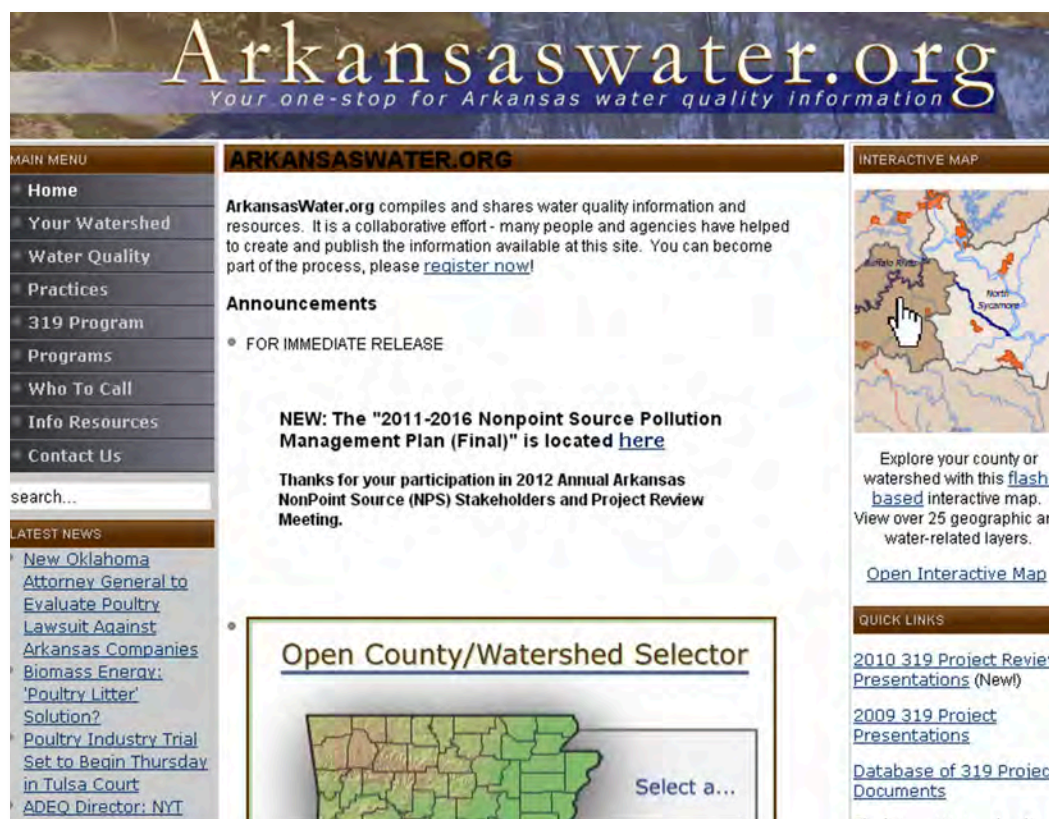 Arkansaswater.org
Your one-stop for Arkansas water quality information
MAIN MENU
Home
Your Watershed
Water Quality
Practices
319 Program
Programs
Who To Call
Info Resources
Contact Us
search...
LATEST NEWS
New Oklahoma
Attorney General to
Evaluate Poultry
Lawsuit Against
Arkansas Companies
Biomass Energy:
'Poultry Litter'
Solution?
Poultry Industry Trial
Set to Begin Thursday
in Tulsa Court
ADEQ Director: NYT
ARKANSASWATER.ORG
ArkansasWater.org compiles and shares water quality information and
resources. It is a collaborative effort - many people and agencies have helped
to create and publish the information available at this site. You can become
part of the process, please register now!
Announcements
FOR IMMEDIATE RELEASE
NEW: The "2011-2016 Nonpoint Source Pollution
Management Plan (Final)" is located here
Thanks for your participation in 2012 Annual Arkansas
NonPoint Source (NPS) Stakeholders and Project Review
Meeting.
Open County/Watershed Selector
Select a...
INTERACTIVE MAP
Buffalo River
North
Sycamore
Explore your county or
watershed with this flash
based interactive map.
View over 25 geographic
water-related layers.
Open Interactive Map
QUICK LINKS
2010 319 Project
Presentations (New!)
2009 319 Project
Presentations
Database of 319
Documents